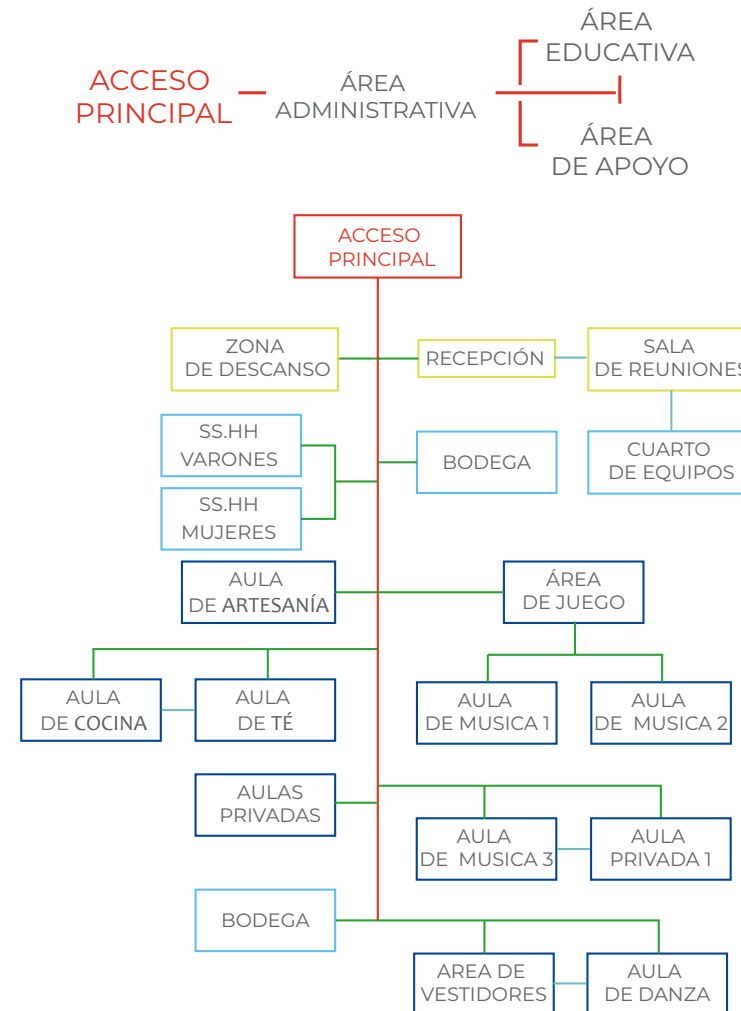 ACCESO
PRINCIPAL
ÁREA
ADMINISTRATIVA
ÁREA
EDUCATIVA
ÁREA
DE APOYO
ACCESO
PRINCIPAL
ZONA
DE DESCANSO
RECEPCIÓN
SALA
DE REUNIONES
SS.HH
VARONES
BODEGA
CUARTO
DE EQUIPOS
SS.HH
MUJERES
AULA
DE ARTESANÍA
ÁREA
DE JUEGO
AULA
DE COCINA
AULA
DE TÉ
AULA
DE MUSICA 1
AULA
DE MUSICA 2
AULAS
PRIVADAS
AULA
DE MUSICA 3
AULA
PRIVADA 1
BODEGA
AREA DE
VESTIDORES
AULA
DE DANZA